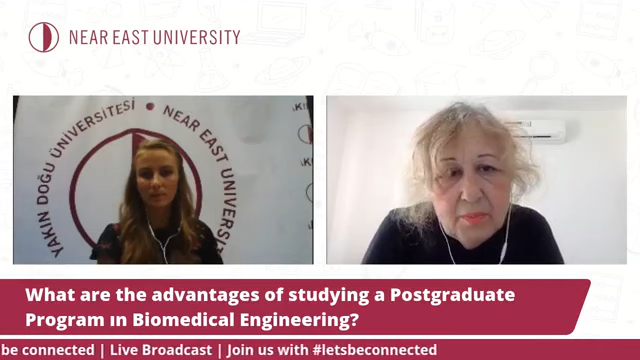 NEAR EAST UNIVERSITY
YAKIN DOĞU ÜNİVERSİTESİ • NEAR EAST UNIVERSIT
What are the advantages of studying a Postgraduate
Program ın Biomedical Engineering?
be connected | Live Broadcast | Join us with #letsbeconnected